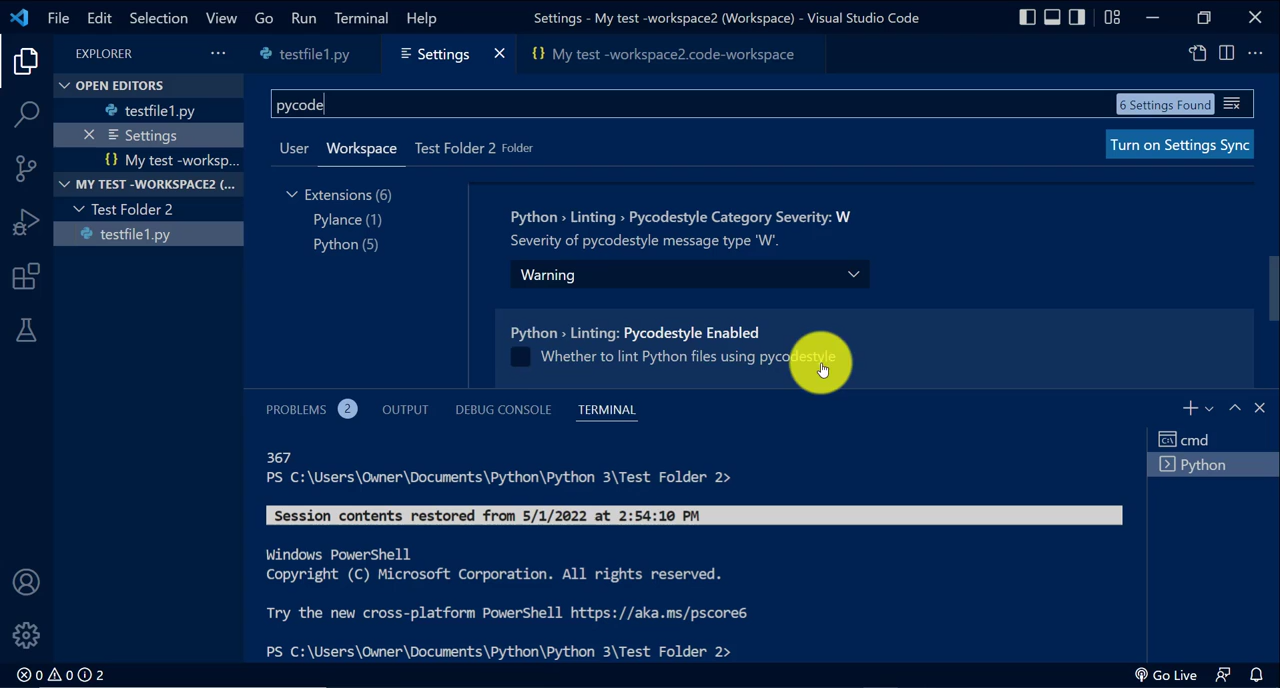 File Edit Selection View Go Run Terminal Help
Settings - My test -workspace2 (Workspace) - Visual Studio Code
EXPLORER
testfile1.py
Settings
My test -workspace2.code-workspace
OPEN EDITORS
testfile1.py
Settings
My test -worksp...
MY TEST -WORKSPACE2 (...
Test Folder 2
testfile1.py
pycode
6 Settings Found
User Workspace Test Folder 2 Folder
Turn on Settings Sync
Extensions (6)
Pylance (1)
Python (5)
Python › Linting › Pycodestyle Category Severity: W
Severity of pycodestyle message type 'W'.
Warning
Python › Linting: Pycodestyle Enabled
Whether to lint Python files using pycodestyle
PROBLEMS 2 OUTPUT DEBUG CONSOLE TERMINAL
367
PS C:\Users\Owner\Documents\Python\Python 3\Test Folder 2>
Session contents restored from 5/1/2022 at 2:54:10 PM
Windows PowerShell
Copyright (C) Microsoft Corporation. All rights reserved.
Try the new cross-platform PowerShell https://aka.ms/pscore6
PS C:\Users\Owner\Documents\Python\Python 3\Test Folder 2>
cmd
Python
0 0 2
Go Live